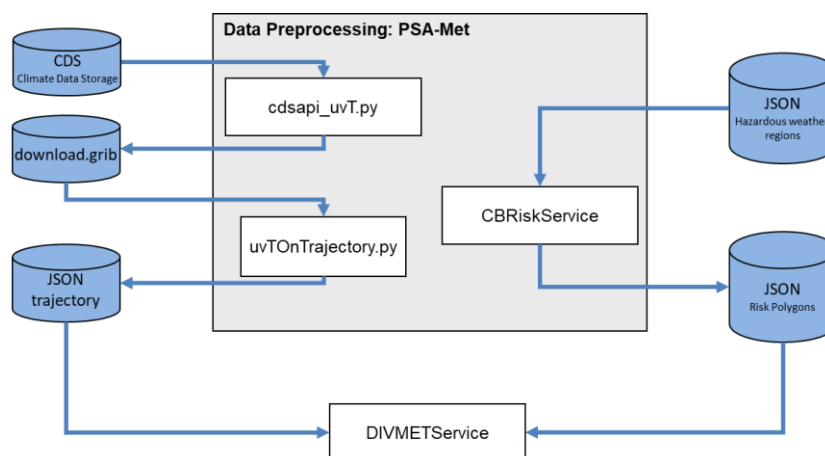 Data Preprocessing: PSA-Met
CDS
Climate Data Storage
cdsapi_uvT.py
download.grib
uvTOnTrajectory.py
JSON
trajectory
JSON
Hazardous weather
regions
CBRiskService
JSON
Risk Polygons
DIVMETService